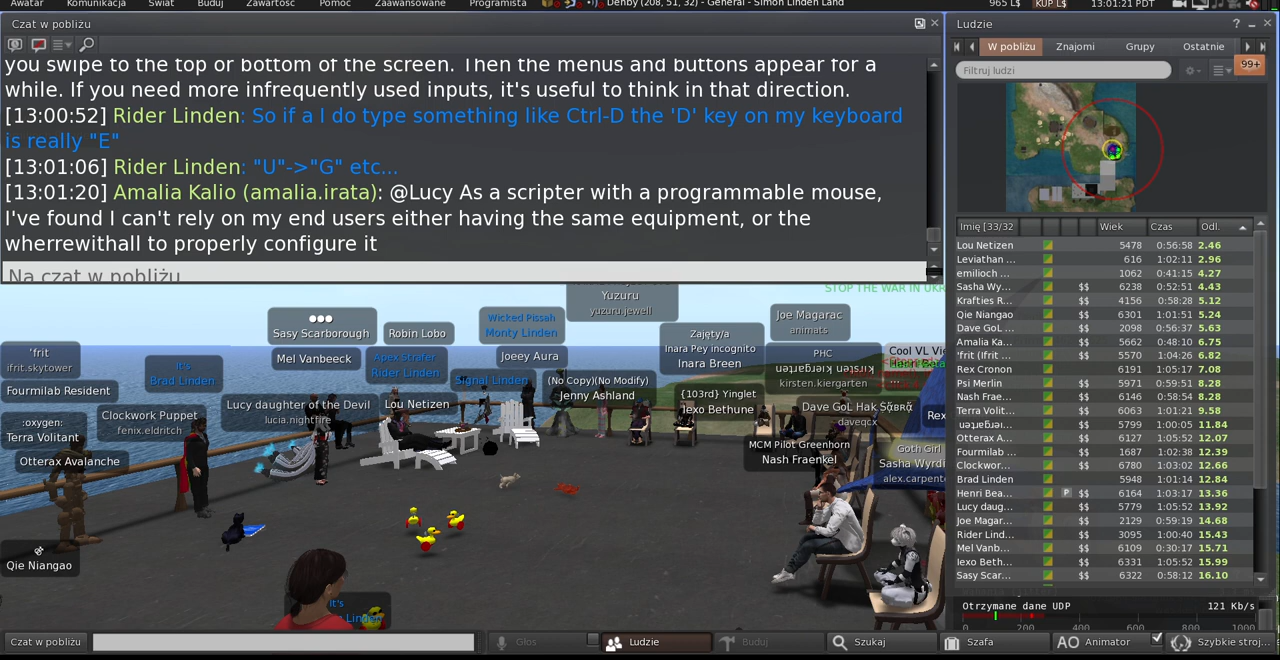 Awatar Komunikacja Świat Buduj Zawartość Pomoc Zaawansowane Programista Denby (208, 51, 32) - General - Simon Linden Land 965 L$ KUP L$ 13:01:21 PDT
Czat w pobliżu
you swipe to the top or bottom of the screen. Then the menus and buttons appear for a
while. If you need more infrequently used inputs, it's useful to think in that direction.
[13:00:52] Rider Linden: So if a I do type something like Ctrl-D the 'D' key on my keyboard
is really "E"
[13:01:06] Rider Linden: "U"->"G" etc...
[13:01:20] Amalia Kalio (amalia.irata): @Lucy As a scripter with a programmable mouse,
I've found I can't rely on my end users either having the same equipment, or the
wherrewithall to properly configure it
Na czat w pobliżu
STOP THE WAR IN UKR
Yuzuru
yuzuru.jewell
●●●
Sasy Scarborough
Robin Lobo
Wicked Pissah
Monty Linden
Joe Magarac
animats
Zajęty/a
Inara Pey Incognito
Inara Breen
'frit
ifrit.skytower
It's
Brad Linden
Mel Vanbeeck
Apex Strafer
Rider Linden
Joeey Aura
PHC
kirsten.kiergarten
Cool VL Vie
Henri Beau
...
Fourmilab Resident
Signal Linden
(No Copy)(No Modify)
Jenny Ashland
Clockwork Puppet
fenix.eldritch
Lucy daughter of the Devil
lucia.nightfire
Lou Netizen
{103rd} Yinglet
Iexo Bethune
Dave GoL Hak
daveqcx
Rex
:oxygen:
Terra Volitant
Otterax Avalanche
MCM Pilot Greenhorn
Nash Fraenkel
Goth Girl
Sasha Wyrdi
alex.carpente
Qie Niangao
It's
Linden
Ludzie
W pobliżu Znajomi Grupy Ostatnie
99+
Filtruj ludzi
Imię [33/32 Wiek Czas Odl.
Lou Netizen 5478 0:56:58 2.46
Leviathan ... 616 1:02:11 2.96
emilioch ... 1062 0:41:15 4.27
Sasha Wy... $$ 6238 0:52:51 4.43
Krafties R... $$ 4156 0:58:28 5.12
Qie Niangao $$ 6301 1:01:51 5.24
Dave GoL ... $$ 2098 0:56:37 5.63
Amalia Ka... $$ 5662 0:48:10 6.75
'frit (Ifrit ... $$ 5570 1:04:26 6.82
Rex Cronon $$ 6191 1:05:17 7.08
Psi Merlin $$ 5971 0:59:51 8.28
Nash Frae... $$ 6146 0:58:54 8.28
Terra Volit... $$ 6063 1:01:21 9.58
$$ 5799 1:00:05 11.84
Otterax A... $$ 6127 1:05:52 12.07
Fourmilab ... $$ 1687 1:02:38 12.39
Clockwor... $$ 6780 1:03:02 12.66
Brad Linden 5948 1:01:14 12.84
Henri Bea... P $$ 6164 1:03:17 13.36
Lucy daug... $$ 5779 1:05:52 13.92
Joe Magar... $$ 2129 0:59:19 14.68
Rider Lind... $$ 3095 1:00:40 15.43
Mel Vanb... $$ 6109 0:30:17 15.71
Iexo Beth... $$ 6331 1:05:52 15.99
Sasy Scar... $$ 6322 0:58:12 16.10
Otrzymane dane UDP 121 Kb/s
0 200 400 600 800 1000
Czat w pobliżu Głos Ludzie Buduj Szukaj Szafa AO Animator Szybkie stroj...